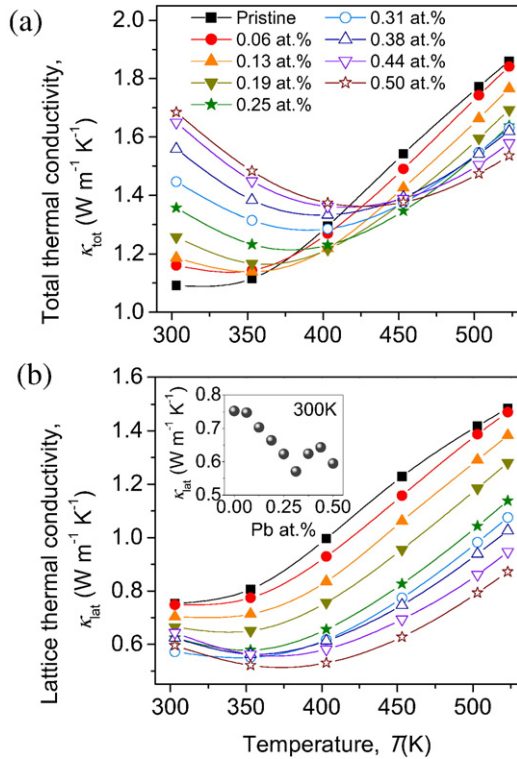 (a)
Total thermal conductivity,
κtot (W m⁻¹ K⁻¹)
2.0
1.8
1.6
1.4
1.2
1.0
Pristine
0.06 at.%
0.13 at.%
0.19 at.%
0.25 at.%
0.31 at.%
0.38 at.%
0.44 at.%
0.50 at.%
300 350 400 450 500
(b)
Lattice thermal conductivity,
κlat (W m⁻¹ K⁻¹)
1.6
1.4
1.2
1.0
0.8
0.6
κlat (W m⁻¹ K⁻¹)
0.8
0.7
0.6
0.5
300K
0.00 0.25 0.50
Pb at.%
300 350 400 450 500
Temperature, T(K)